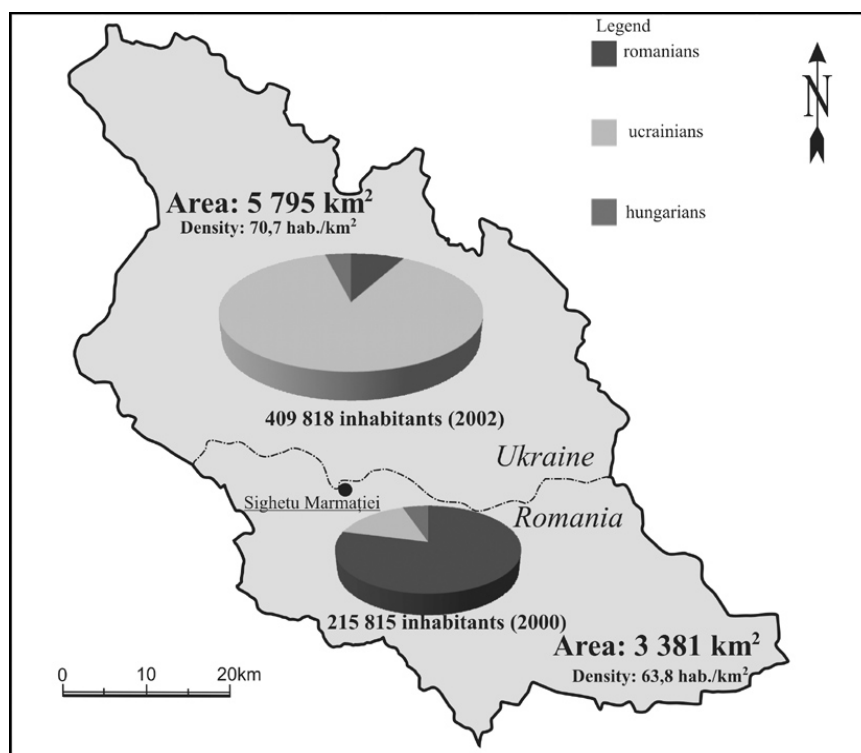 Legend
romanians
N
ucrainians
hungarians
Area: 5 795 km²
Density: 70,7 hab./km²
409 818 inhabitants (2002)
Ukraine
Sighetu Marmației
Romania
215 815 inhabitants (2000)
Area: 3 381 km²
Density: 63,8 hab./km²
0 10 20km